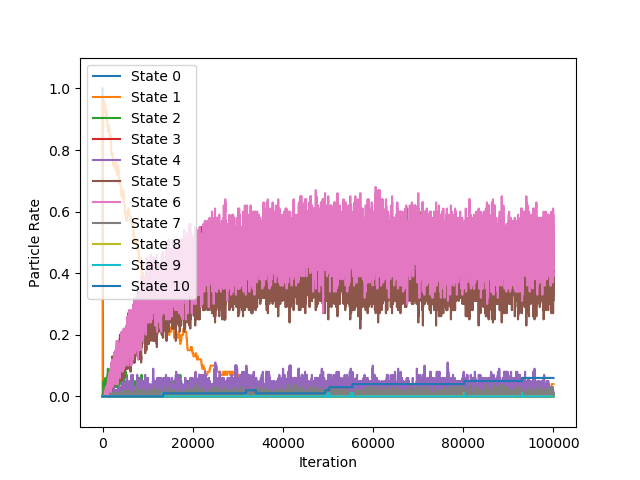 1.0
0.8
0.6
0.4
0.2
0.0
Particle Rate
State 0
State 1
State 2
State 3
State 4
State 5
State 6
State 7
State 8
State 9
State 10
0 20000 40000 60000 80000 100000
Iteration